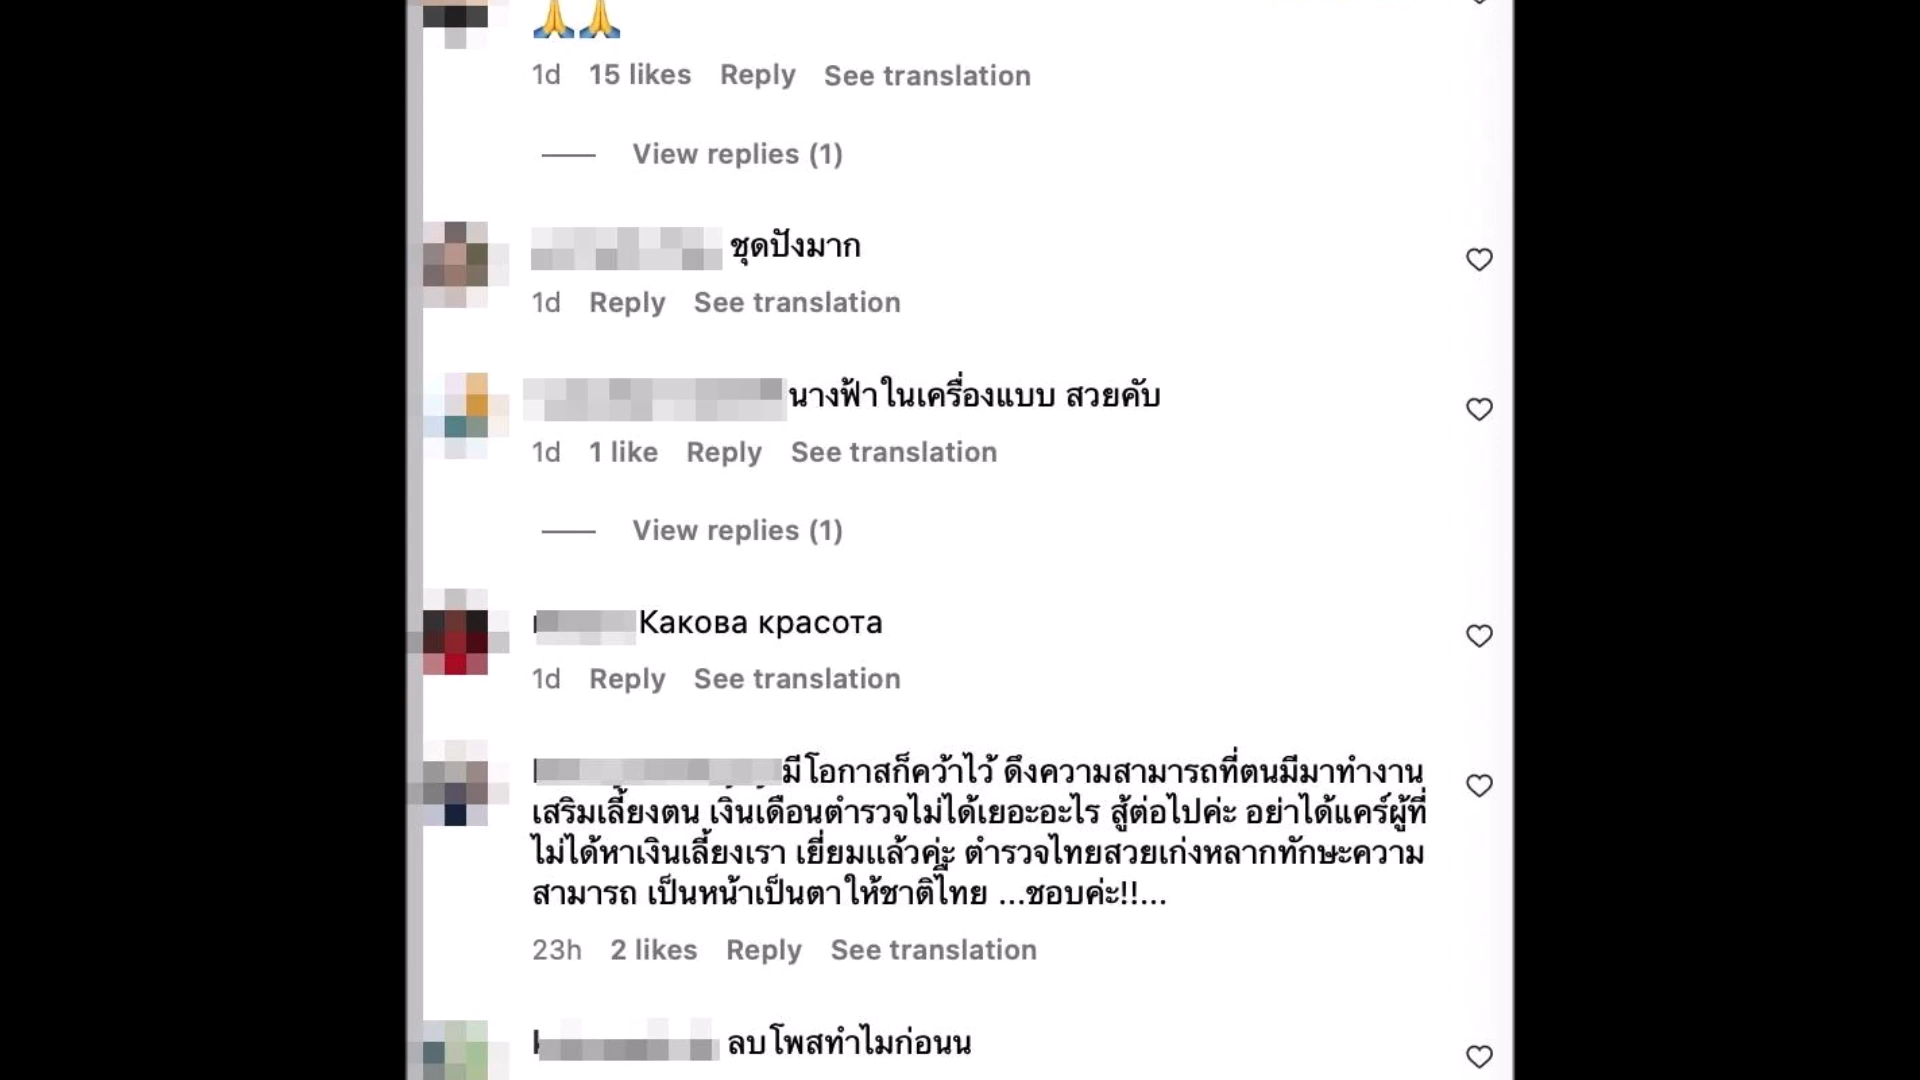 🙏🙏
1d 15 likes Reply See translation
View replies (1)
ชุดปังมาก
1d Reply See translation
นางฟ้าในเครื่องแบบ สวยคับ
1d 1 like Reply See translation
View replies (1)
Какова красота
1d Reply See translation
มีโอกาสก็คว้าไว้ ดึงความสามารถที่ตนมีมาทำงาน
เสริมเลี้ยงตน เงินเดือนตำรวจไม่ได้เยอะอะไร สู้ต่อไปค่ะ อย่าได้แคร์ผู้ที่
ไม่ได้หาเงินเลี้ยงเรา เยี่ยมแล้วค่ะ ตำรวจไทยสวยเก่งหลากทักษะความ
สามารถ เป็นหน้าเป็นตาให้ชาติไทย ...ชอบค่ะ!!...
23h 2 likes Reply See translation
ลบโพสทำไมก่อนน